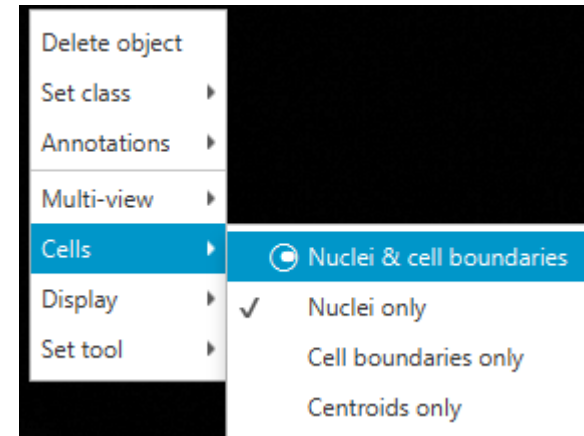 Delete object
Set class
Annotations
Multi-view
Cells
Display
Set tool
Nuclei & cell boundaries
Nuclei only
Cell boundaries only
Centroids only